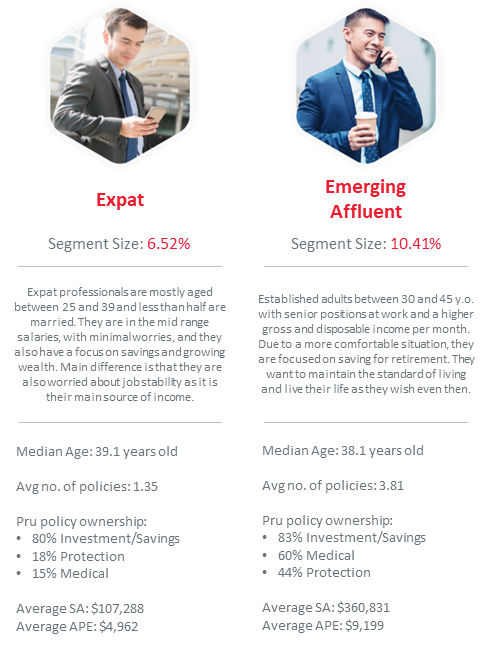 Expat
Segment Size: 6.52%
Expat professionals are mostly aged
between 25 and 39 and less than half are
married. They are in the mid range
salaries, with minimal worries, and they
also have a focus on savings and growing
wealth. Main difference is that they are
also worried about job stability as it is
their main source of income.
Median Age: 39.1 years old
Avg no. of policies: 1.35
Pru policy ownership:
• 80% Investment/Savings
• 18% Protection
• 15% Medical
Average SA: $107,288
Average APE: $4,962
Emerging
Affluent
Segment Size: 10.41%
Established adults between 30 and 45 y.o.
with senior positions at work and a higher
gross and disposable income per month.
Due to a more comfortable situation, they
are focused on saving for retirement. They
want to maintain the standard of living
and live their life as they wish even then.
Median Age: 38.1 years old
Avg no. of policies: 3.81
Pru policy ownership:
• 83% Investment/Savings
• 60% Medical
• 44% Protection
Average SA: $360,831
Average APE: $9,199